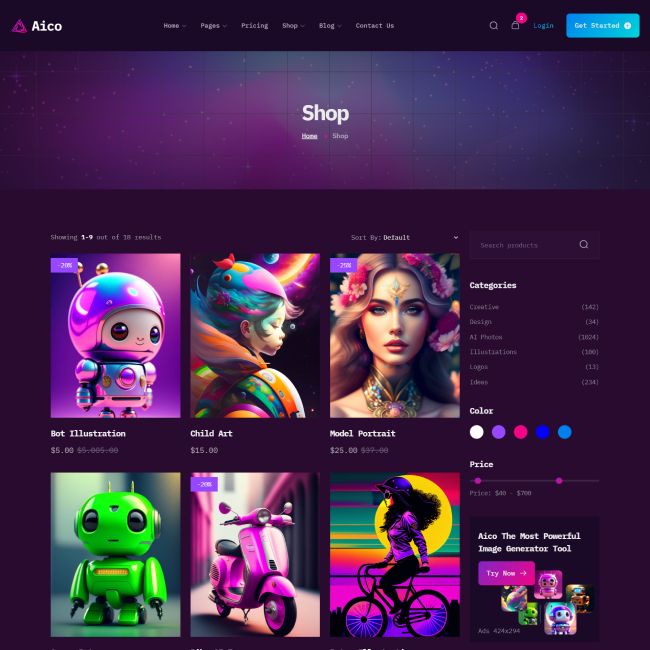 Aico
Home Pages Pricing Shop Blog Contact Us
2
Login
Get Started
Shop
Home Shop
Showing 1-9 out of 18 results
Sort By: Default
Search products
-20%
-25%
Bot Illustration
$5.00 $5.005.00
Child Art
$15.00
Model Portrait
$25.00 $37.00
-20%
Categories
Creative (142)
Design (34)
AI Photos (1024)
Illustrations (100)
Logos (13)
Ideas (234)
Color
Price
Price: $40 - $700
Aico The Most Powerful
Image Generator Tool
Try Now
Ads 424x294